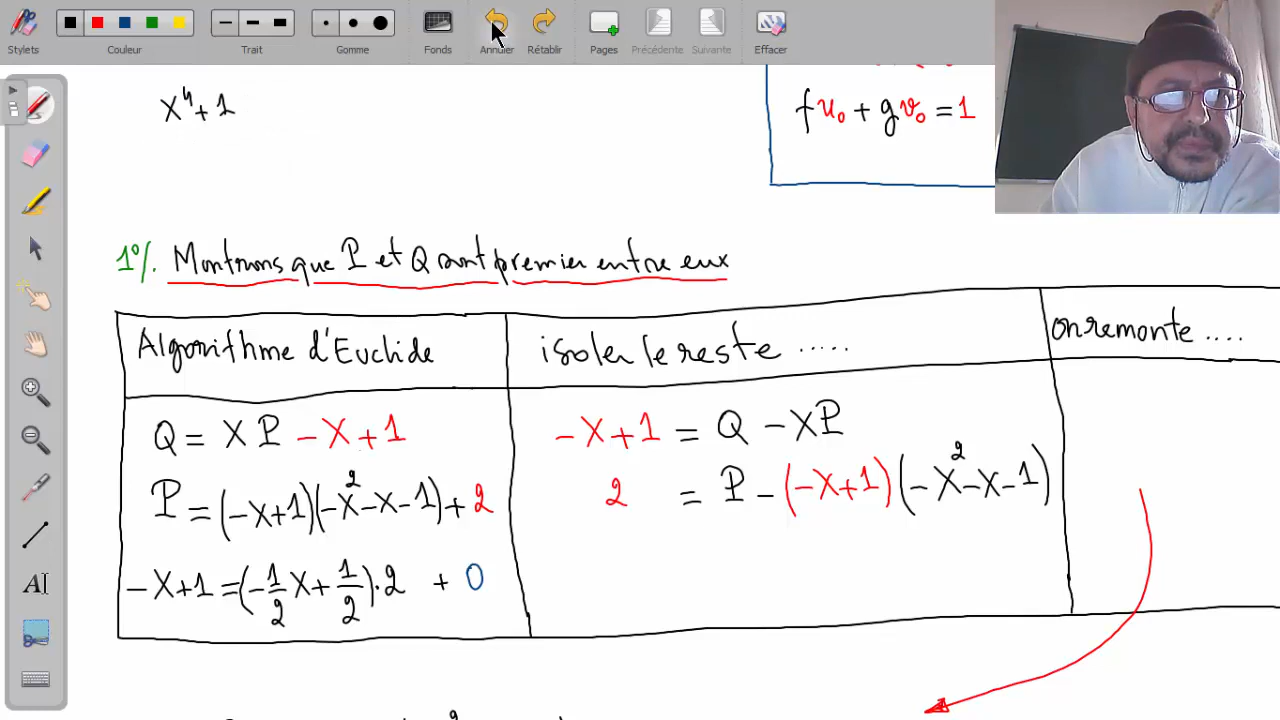 Stylets Couleur Trait Gomme Fonds Annuler Rétablir Pages Précédente Suivante Effacer
X⁴ + 1
fu₀ + gv₀ = 1
1°/. Montrons que P et Q sont premier entre eux
Algorithme d'Euclide
isoler le reste .....
on remonte ....
Q = XP -X+1
-X+1 = Q - XP
P = (-X+1)(-X²-X-1)+2
2 = P - (-X+1)(-X²-X-1)
-X+1 = (-1/2 X + 1/2)·2 + 0